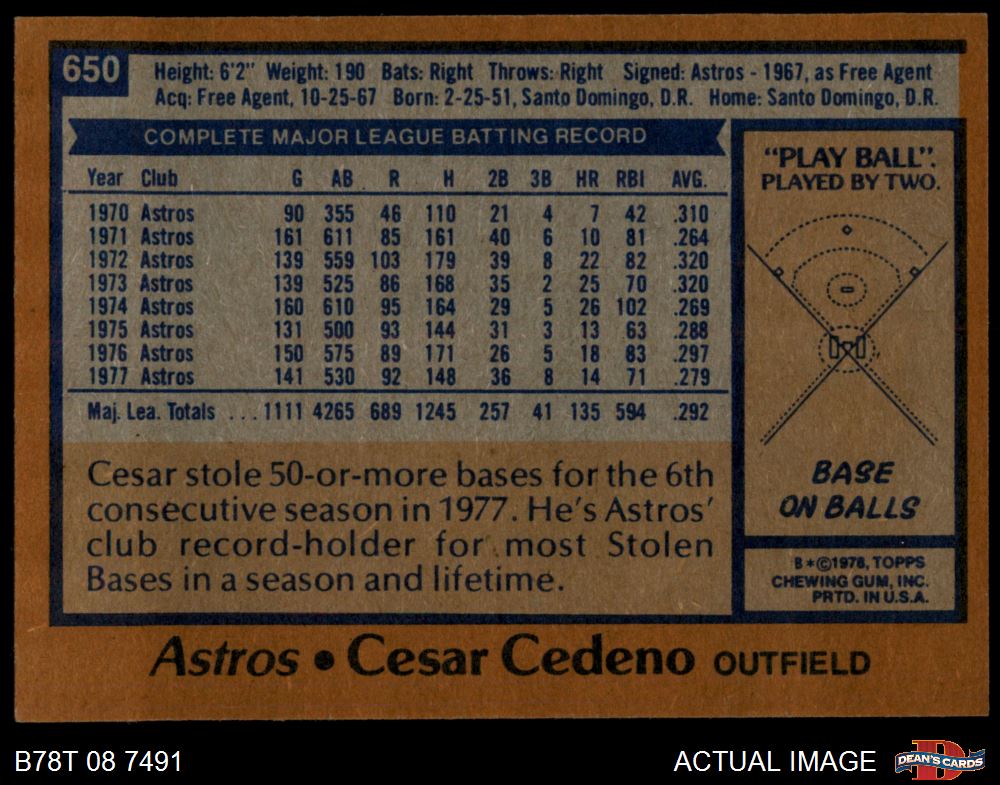 650
Height: 6'2" Weight: 190 Bats: Right Throws: Right Signed: Astros - 1967, as Free Agent
Acq: Free Agent, 10-25-67 Born: 2-25-51, Santo Domingo, D.R. Home: Santo Domingo, D.R.
COMPLETE MAJOR LEAGUE BATTING RECORD
Year Club G AB R H 2B 3B HR RBI AVG.
1970 Astros 90 355 46 110 21 4 7 42 .310
1971 Astros 161 611 85 161 40 6 10 81 .264
1972 Astros 139 559 103 179 39 8 22 82 .320
1973 Astros 139 525 86 168 35 2 25 70 .320
1974 Astros 160 610 95 164 29 5 26 102 .269
1975 Astros 131 500 93 144 31 3 13 63 .288
1976 Astros 150 575 89 171 26 5 18 83 .297
1977 Astros 141 530 92 148 36 8 14 71 .279
Maj. Lea. Totals ...1111 4265 689 1245 257 41 135 594 .292
Cesar stole 50-or-more bases for the 6th
consecutive season in 1977. He's Astros'
club record-holder for most Stolen
Bases in a season and lifetime.
"PLAY BALL".
PLAYED BY TWO.
BASE
ON BALLS
B*©1978, TOPPS
CHEWING GUM, INC.
PRTD. IN U.S.A.
Astros • Cesar Cedeno OUTFIELD
B78T 08 7491
ACTUAL IMAGE
D
DEAN'S CARDS